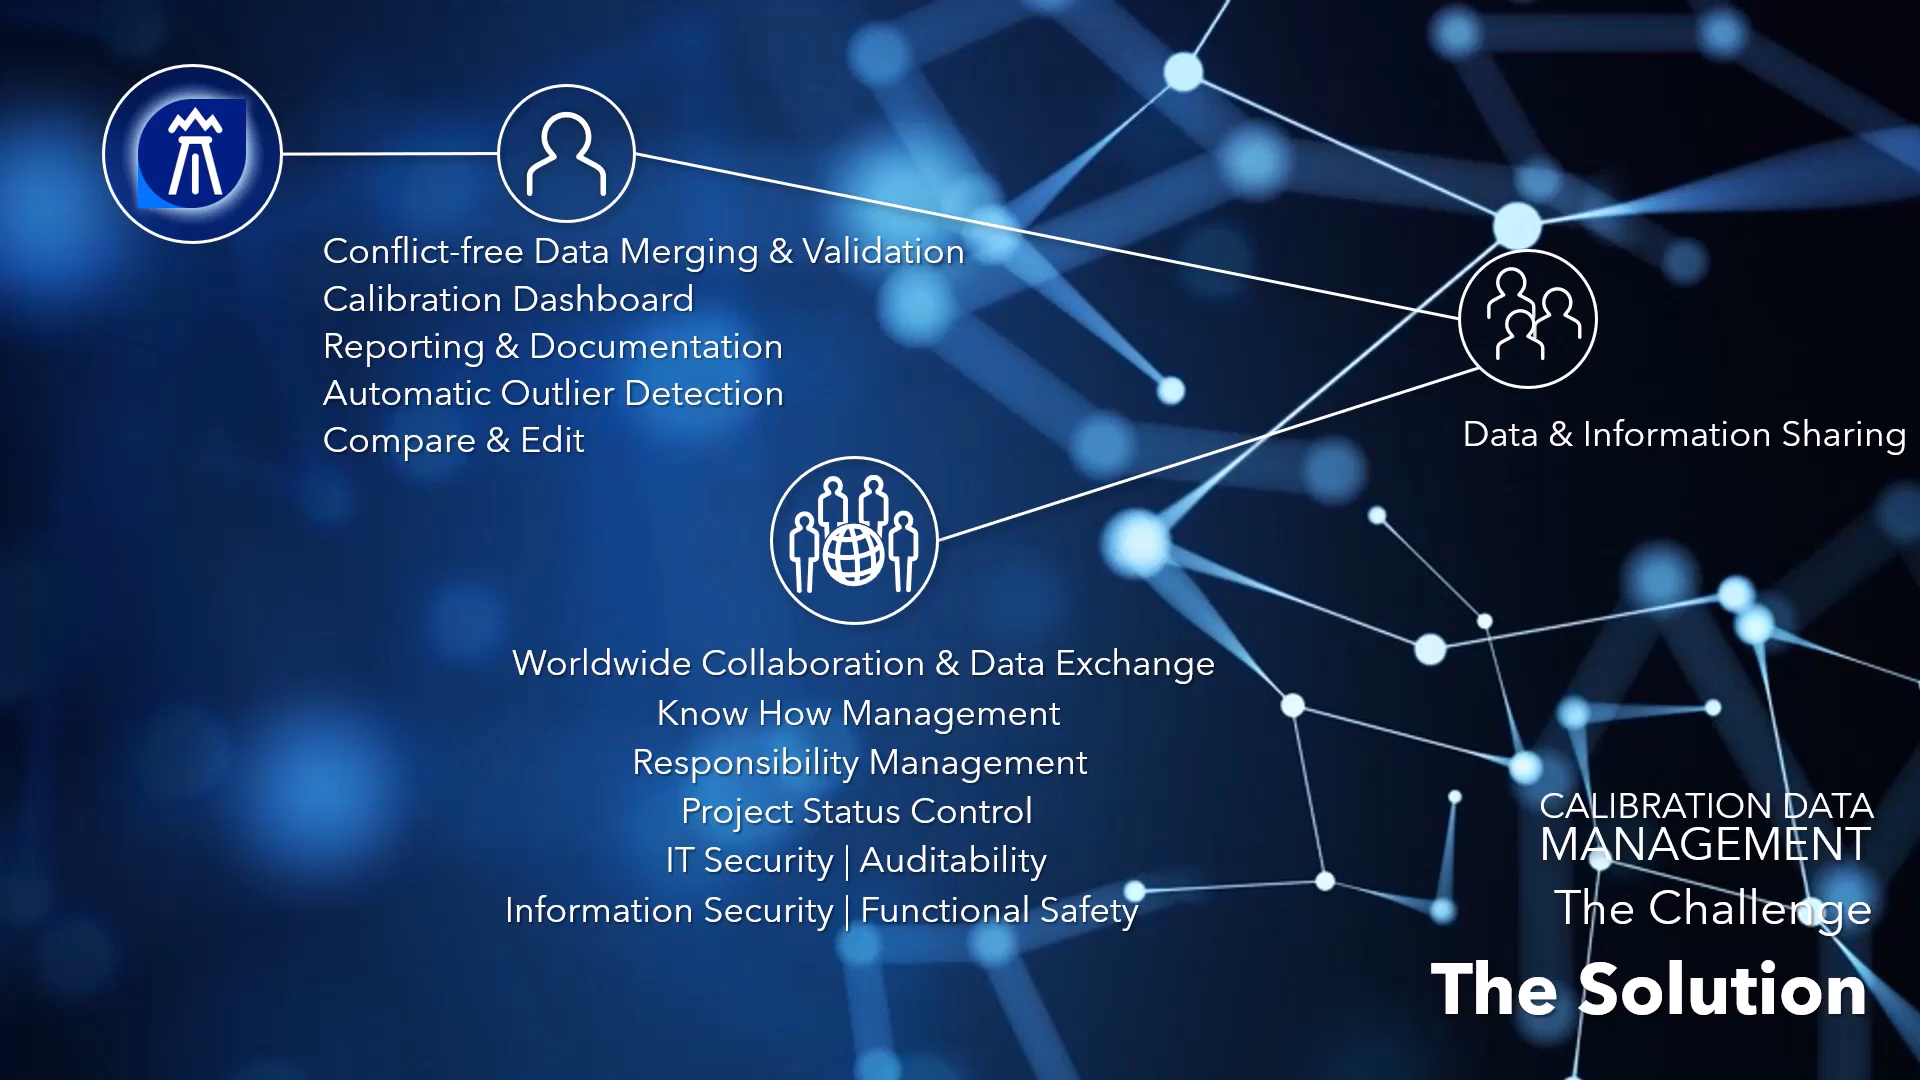 Conflict-free Data Merging & Validation
Calibration Dashboard
Reporting & Documentation
Automatic Outlier Detection
Compare & Edit
Data & Information Sharing
Worldwide Collaboration & Data Exchange
Know How Management
Responsibility Management
Project Status Control
IT Security | Auditability
Information Security | Functional Safety
CALIBRATION DATA
MANAGEMENT
The Challenge
The Solution